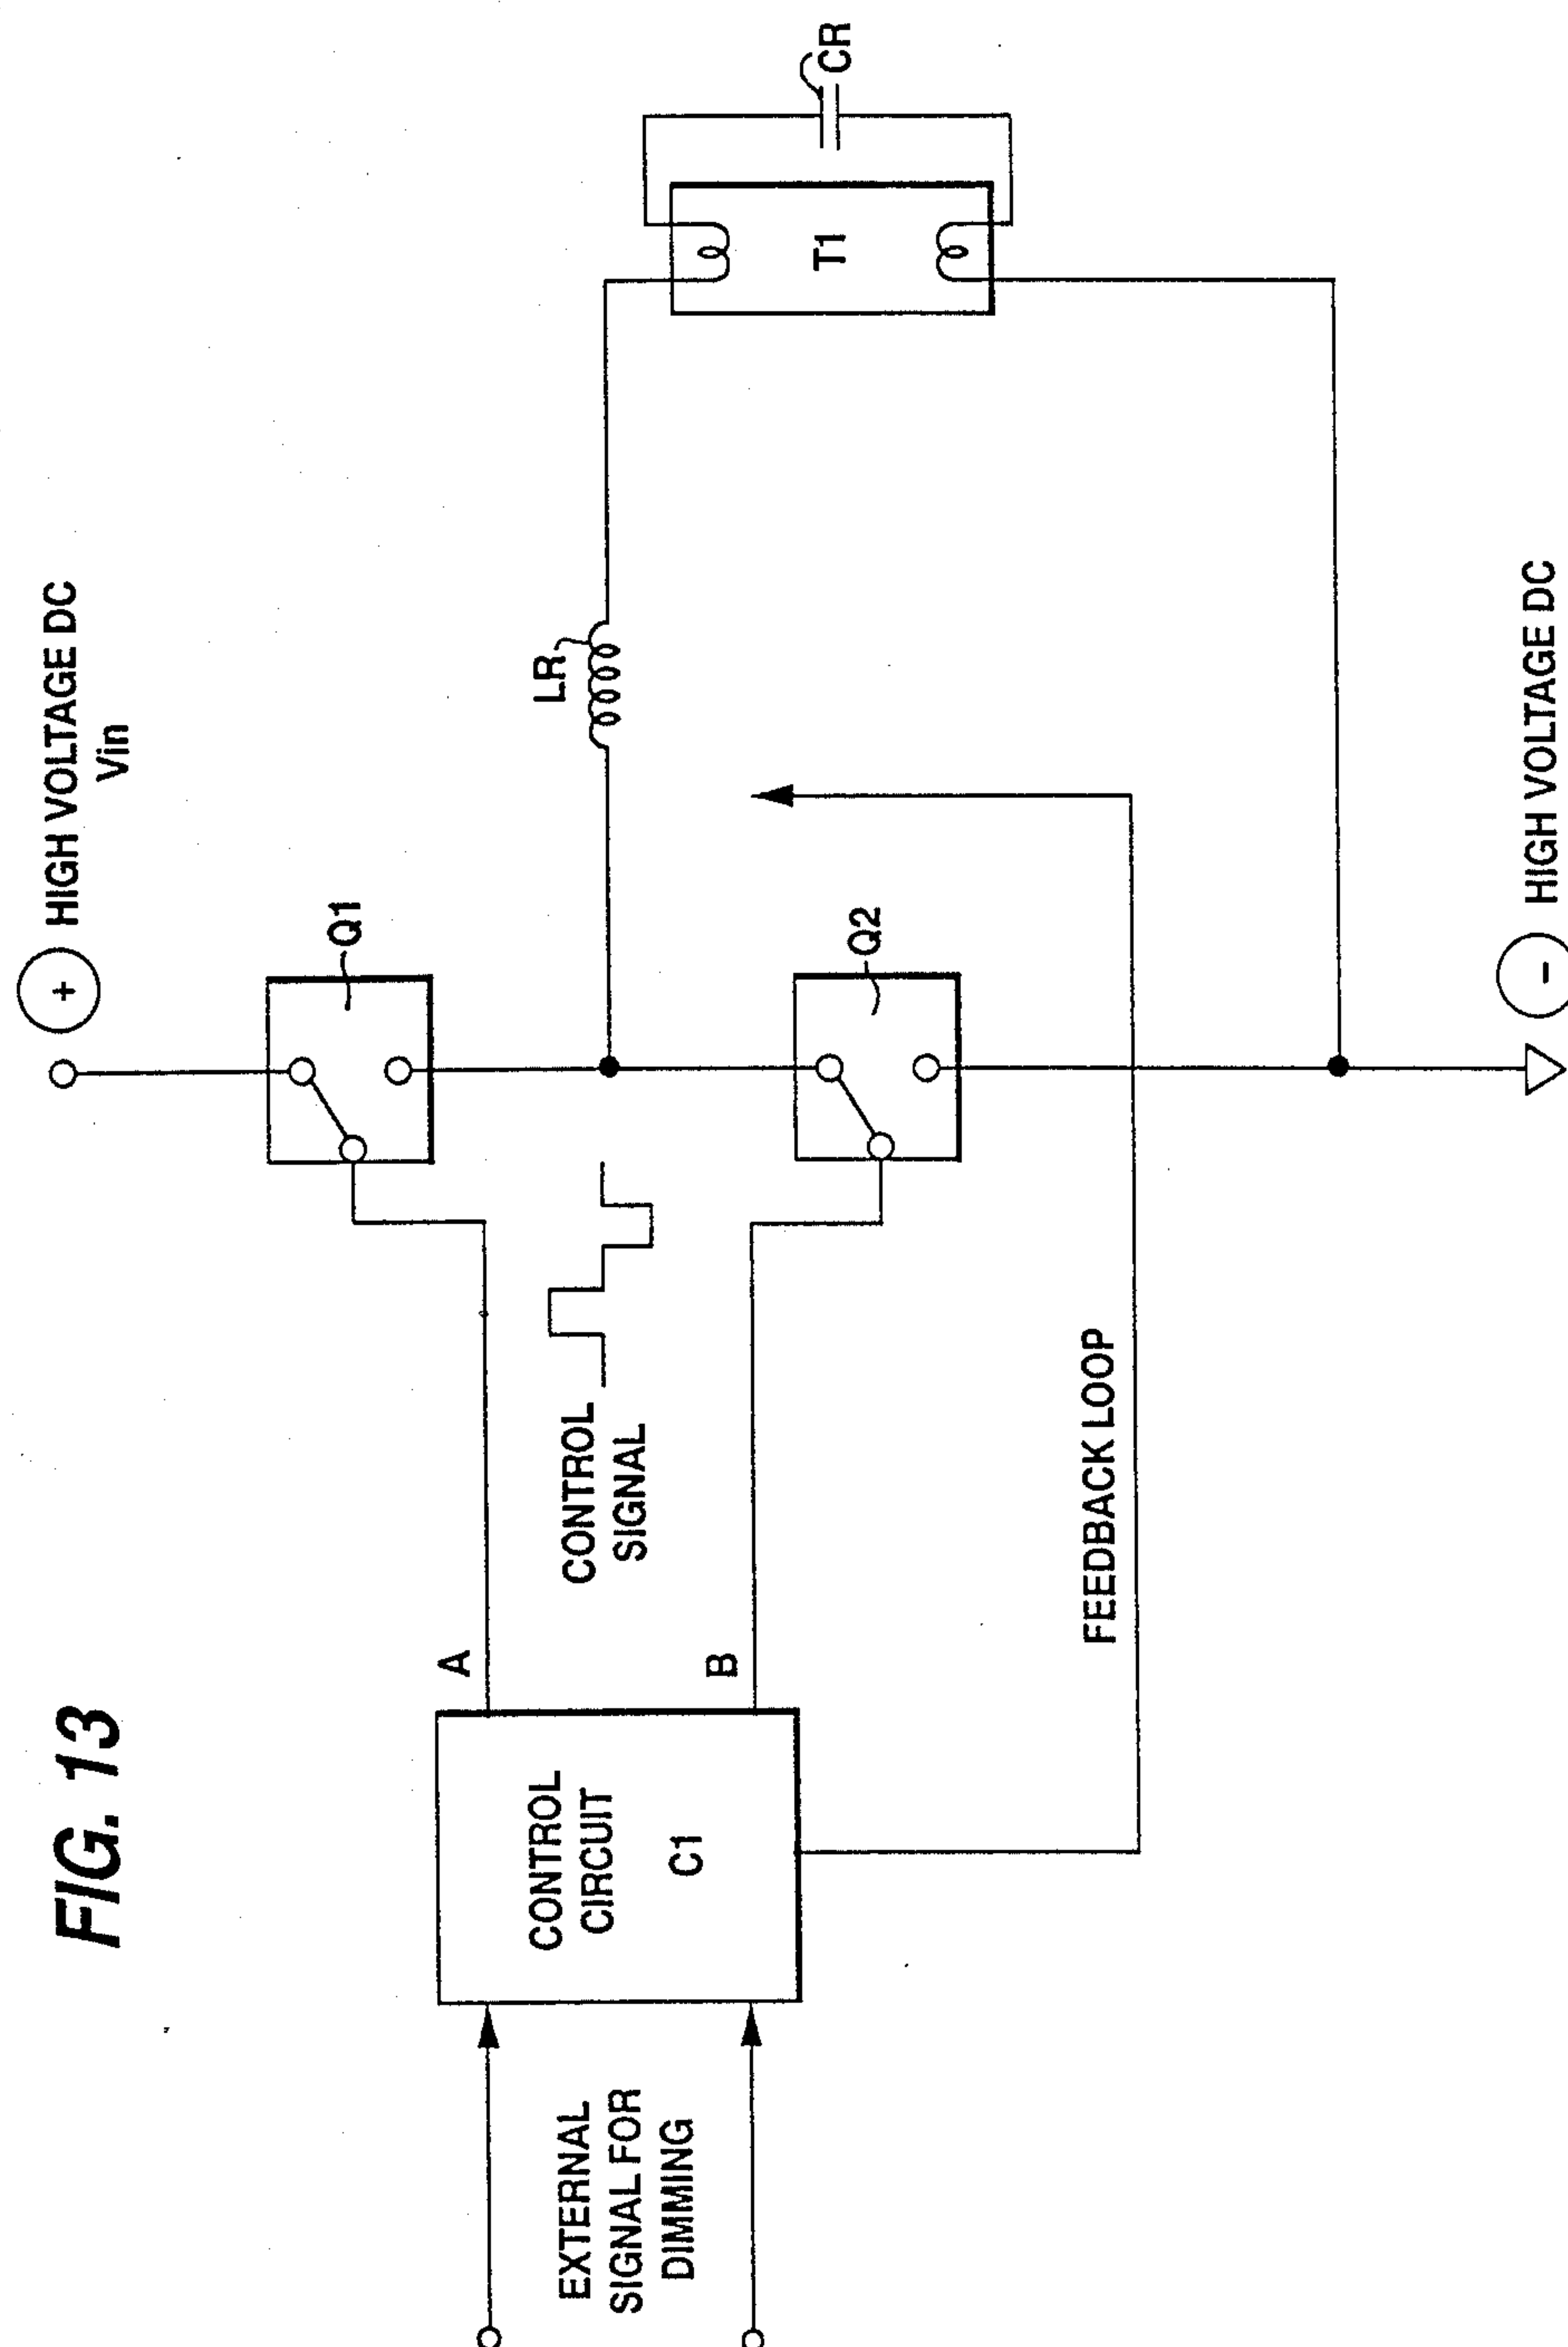 FIG. 13
+ HIGH VOLTAGE DC
Vin
Q1
LR
CR
T1
A
CONTROL
SIGNAL
B
CONTROL
CIRCUIT
C1
EXTERNAL
SIGNAL FOR
DIMMING
Q2
FEEDBACK LOOP
- HIGH VOLTAGE DC